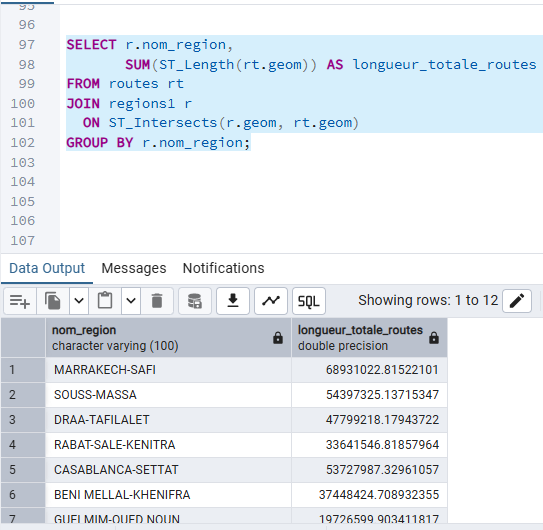 95
96
97 SELECT r.nom_region,
98 SUM(ST_Length(rt.geom)) AS longueur_totale_routes
99 FROM routes rt
100 JOIN regions1 r
101 ON ST_Intersects(r.geom, rt.geom)
102 GROUP BY r.nom_region;
103
104
105
106
107
Data Output Messages Notifications
SQL Showing rows: 1 to 12
nom_region longueur_totale_routes
character varying (100) double precision
1 MARRAKECH-SAFI 68931022.81522101
2 SOUSS-MASSA 54397325.13715347
3 DRAA-TAFILALET 47799218.17943722
4 RABAT-SALE-KENITRA 33641546.81857964
5 CASABLANCA-SETTAT 53727987.32961057
6 BENI MELLAL-KHENIFRA 37448424.708932355
7 GUELMIM-OUED NOUN 19726599.903411817